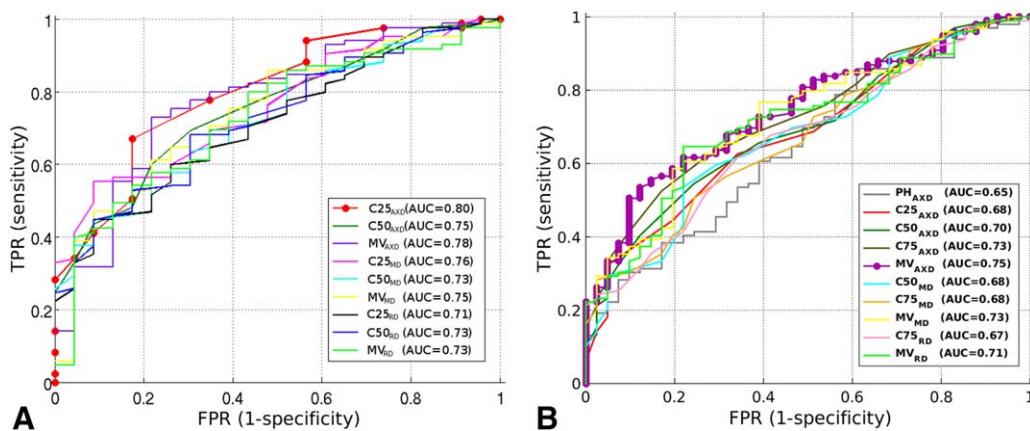 1
0.8
0.6
0.4
0.2
0
TPR (sensitivity)
0 0.2 0.4 0.6 0.8 1
FPR (1-specificity)
C25AXD(AUC=0.80)
C50AXD(AUC=0.75)
MVAXD (AUC=0.78)
C25MD (AUC=0.76)
C50MD (AUC=0.73)
MVMD (AUC=0.75)
C25RD (AUC=0.71)
C50RD (AUC=0.73)
MVRD (AUC=0.73)
A
1
0.8
0.6
0.4
0.2
0
TPR (sensitivity)
0 0.2 0.4 0.6 0.8 1
FPR (1-specificity)
PHAXD (AUC=0.65)
C25AXD (AUC=0.68)
C50AXD (AUC=0.70)
C75AXD (AUC=0.73)
MVAXD (AUC=0.75)
C50MD (AUC=0.68)
C75MD (AUC=0.68)
MVMD (AUC=0.73)
C75RD (AUC=0.67)
MVRD (AUC=0.71)
B